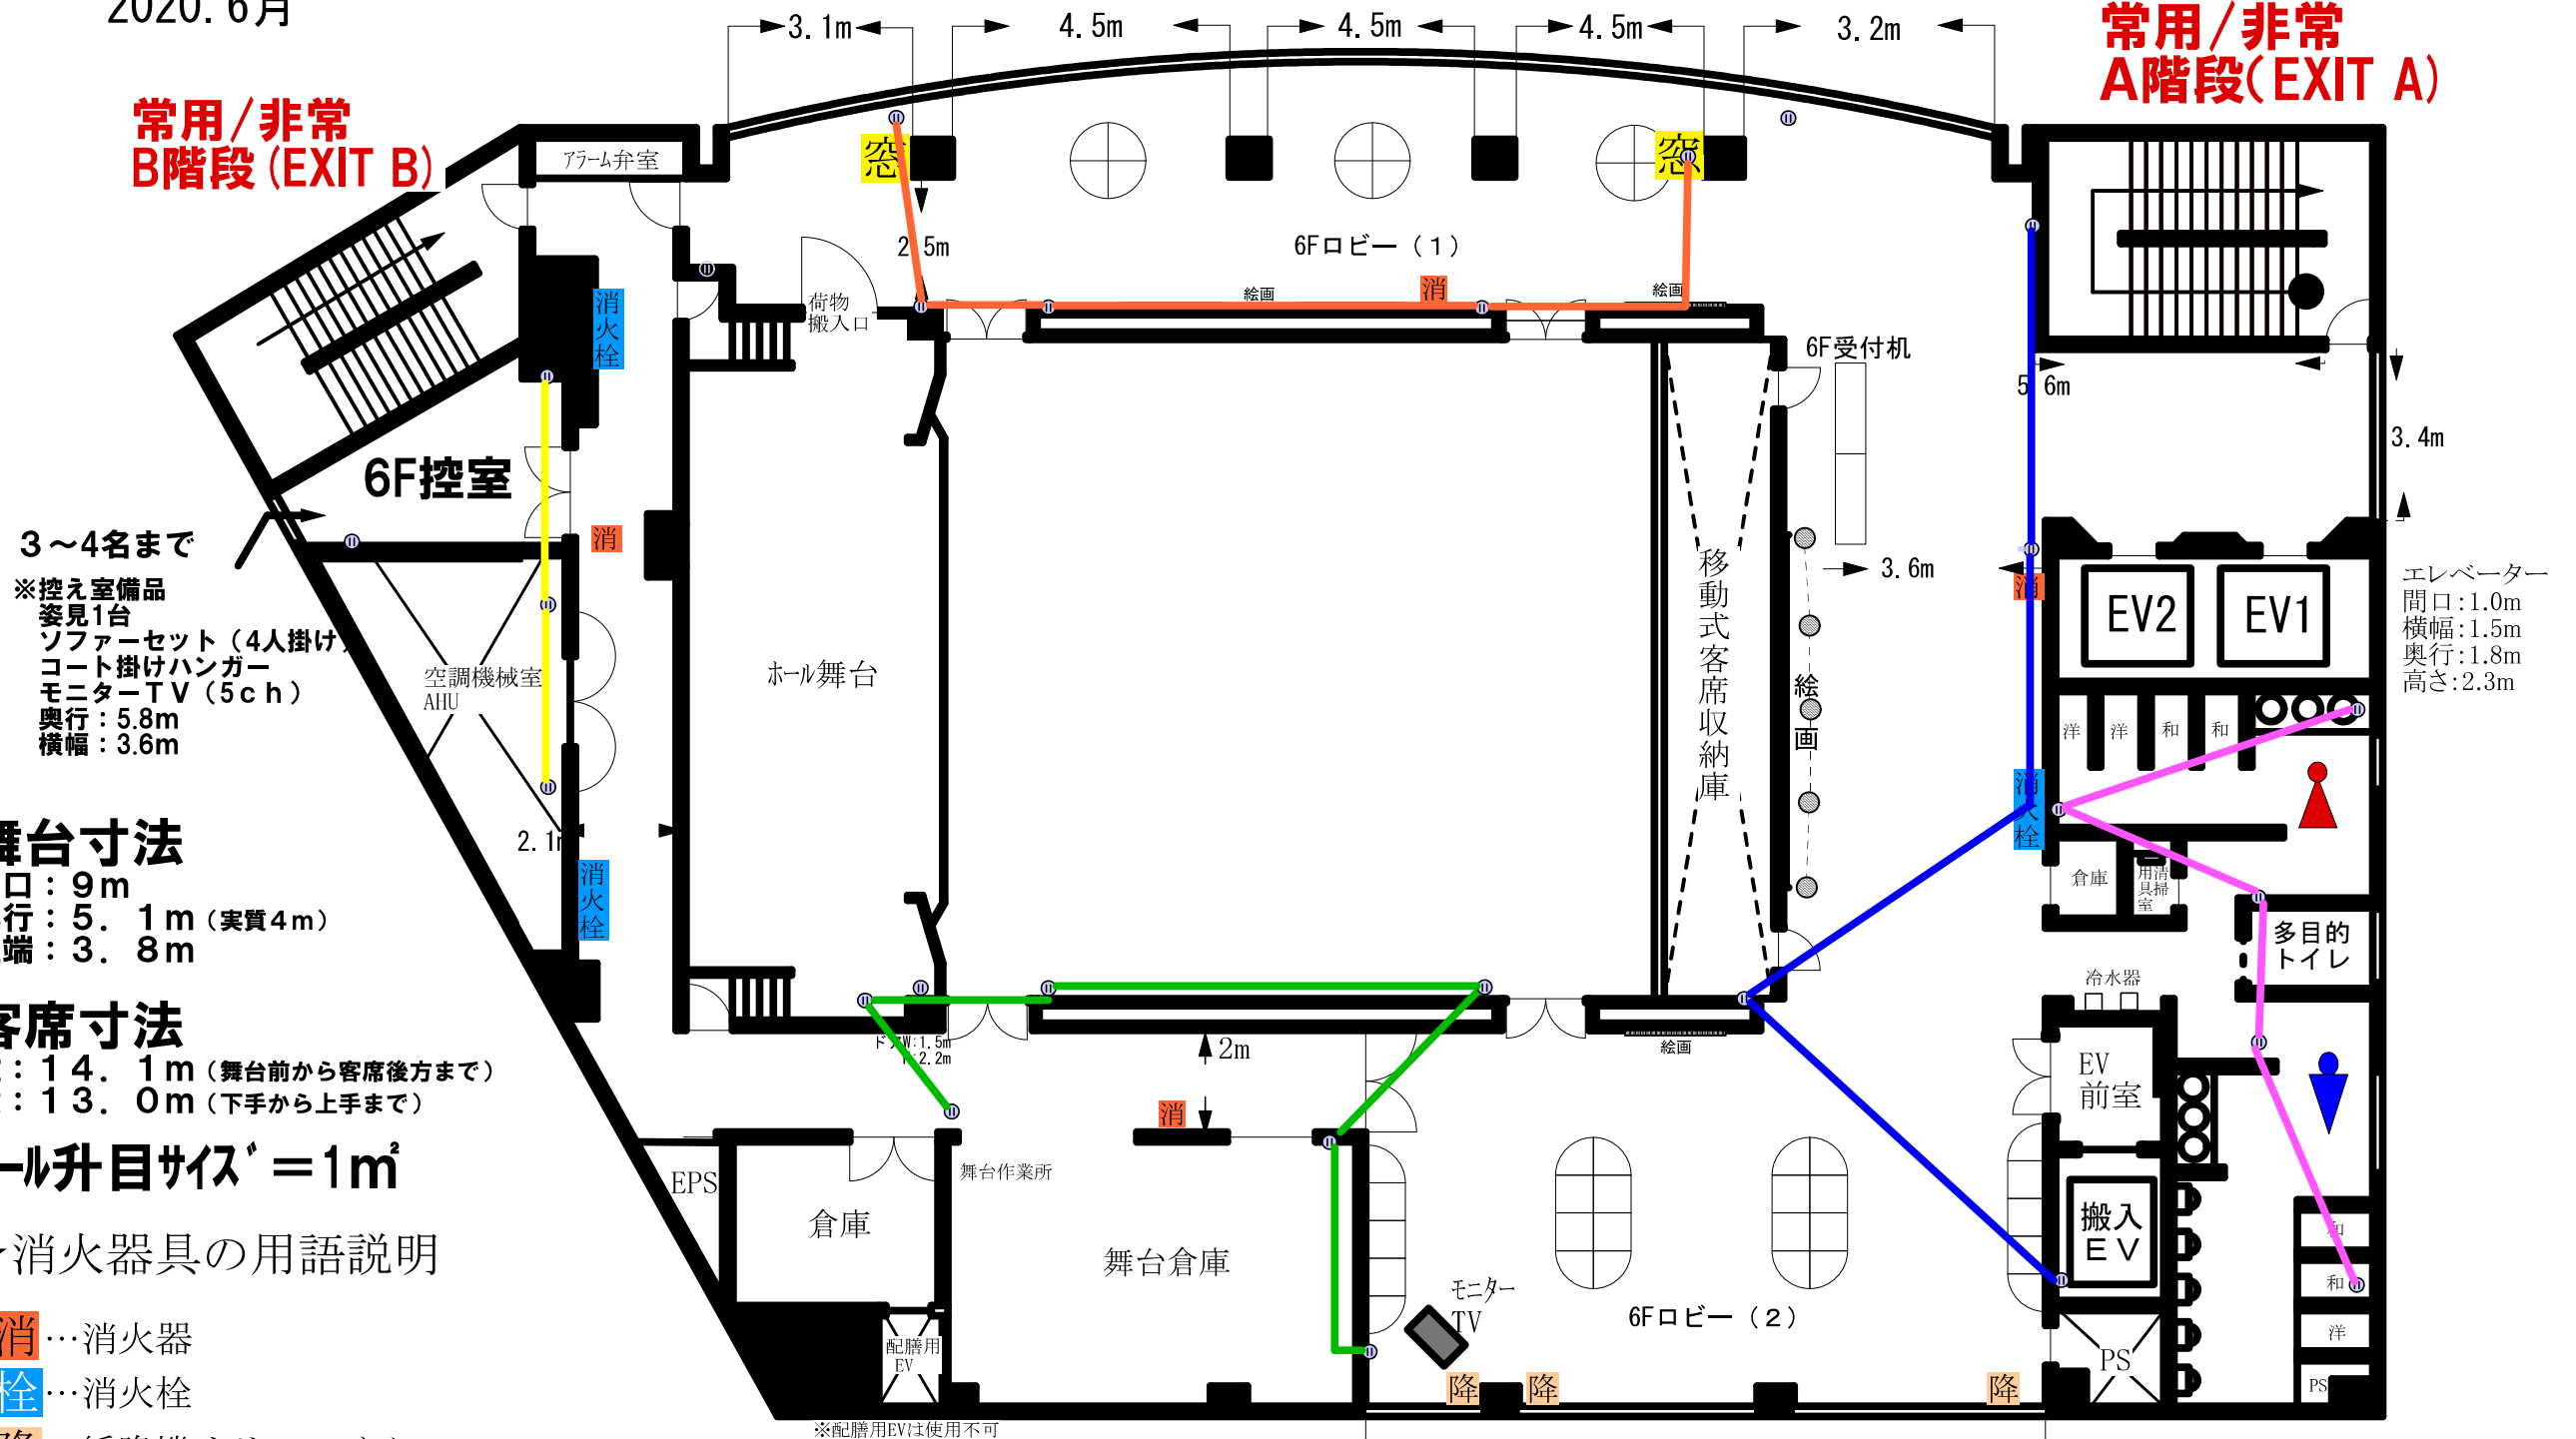 2020.6月
3.1m
4.5m
4.5m
4.5m
3.2m
常用/非常
A階段(EXIT A)
常用/非常
B階段(EXIT B)
アラーム弁室
窓
窓
2.5m
6Fロビー（1）
消火栓
荷物
搬入口
絵画
消
絵画
6F受付机
5.6m
3.4m
6F控室
3～4名まで
消
※控え室備品
姿見1台
ソファーセット（4人掛け）
コート掛けハンガー
モニターTV（5ch）
奥行：5.8m
横幅：3.6m
空調機械室
AHU
ホール舞台
移動式客席収納庫
絵画
3.6m
消
EV2
EV1
エレベーター
間口:1.0m
横幅:1.5m
奥行:1.8m
高さ:2.3m
洋
洋
和
和
消火栓
2.1m
消火栓
倉庫
清掃用具室
多目的
トイレ
冷水器
舞台寸法
口：9m
行：5.1m（実質4m）
端：3.8m
客席寸法
：14.1m（舞台前から客席後方まで）
：13.0m（下手から上手まで）
ール升目サイズ＝1㎡
ドアW:1.5m
2.2m
2m
絵画
消
EV
前室
EPS
倉庫
舞台作業所
舞台倉庫
搬入
EV
モニター
TV
6Fロビー（2）
和
和
洋
PS
PS
配膳用
EV
降
降
降
※配膳用EVは使用不可
消火器具の用語説明
消…消火器
栓…消火栓